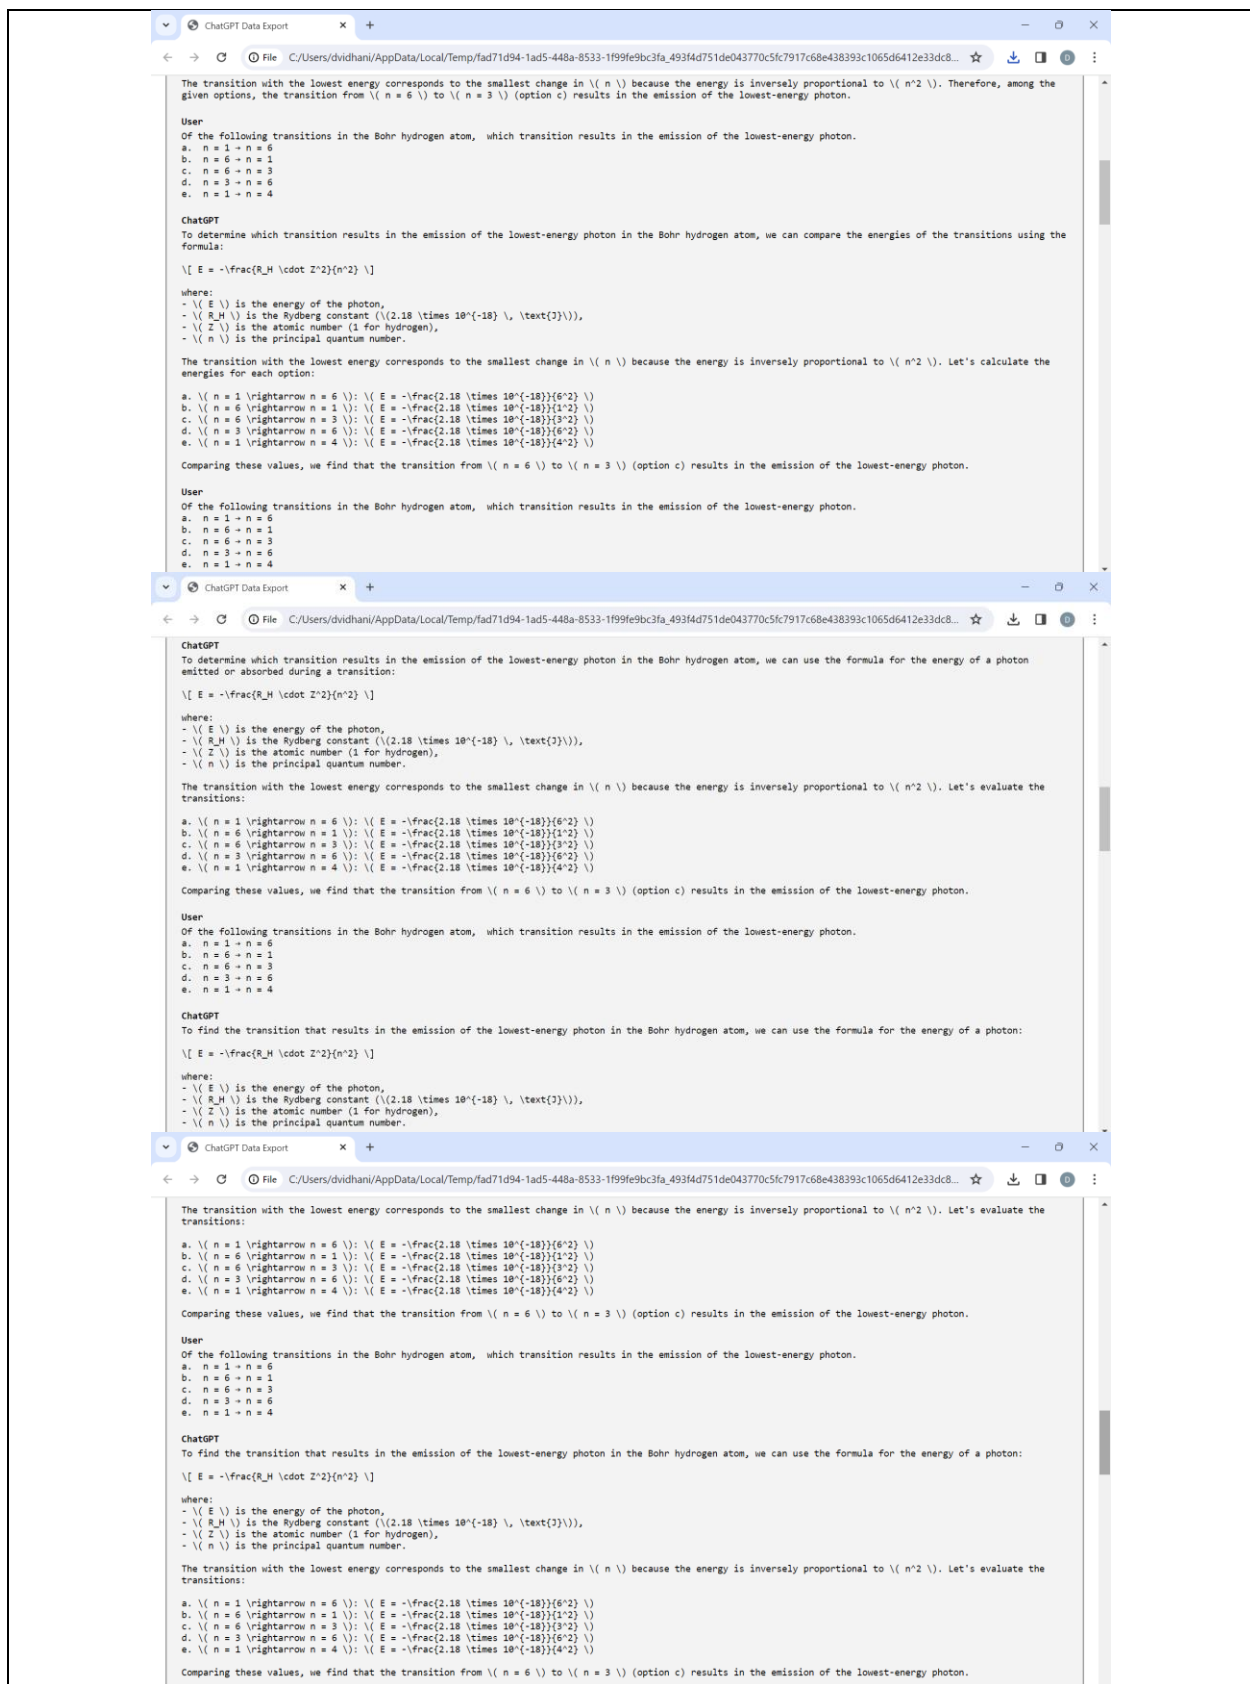 ChatGPT Data Export
File C:/Users/dvidhani/AppData/Local/Temp/fad71d94-1ad5-448a-8533-1f99fe9bc3fa_493f4d751de043770c5fc7917c68e438393c1065d6412e33dc8...
The transition with the lowest energy corresponds to the smallest change in \( n \) because the energy is inversely proportional to \( n^2 \). Therefore, among the
given options, the transition from \( n = 6 \) to \( n = 3 \) (option c) results in the emission of the lowest-energy photon.
User
Of the following transitions in the Bohr hydrogen atom,  which transition results in the emission of the lowest-energy photon.
a.  n = 1 → n = 6
b.  n = 6 → n = 1
c.  n = 6 → n = 3
d.  n = 3 → n = 6
e.  n = 1 → n = 4
ChatGPT
To determine which transition results in the emission of the lowest-energy photon in the Bohr hydrogen atom, we can compare the energies of the transitions using the
formula:
\[ E = -\frac{R_H \cdot Z^2}{n^2} \]
where:
- \( E \) is the energy of the photon,
- \( R_H \) is the Rydberg constant (\(2.18 \times 10^{-18} \, \text{J}\)),
- \( Z \) is the atomic number (1 for hydrogen),
- \( n \) is the principal quantum number.
The transition with the lowest energy corresponds to the smallest change in \( n \) because the energy is inversely proportional to \( n^2 \). Let's calculate the
energies for each option:
a. \( n = 1 \rightarrow n = 6 \): \( E = -\frac{2.18 \times 10^{-18}}{6^2} \)
b. \( n = 6 \rightarrow n = 1 \): \( E = -\frac{2.18 \times 10^{-18}}{1^2} \)
c. \( n = 6 \rightarrow n = 3 \): \( E = -\frac{2.18 \times 10^{-18}}{3^2} \)
d. \( n = 3 \rightarrow n = 6 \): \( E = -\frac{2.18 \times 10^{-18}}{6^2} \)
e. \( n = 1 \rightarrow n = 4 \): \( E = -\frac{2.18 \times 10^{-18}}{4^2} \)
Comparing these values, we find that the transition from \( n = 6 \) to \( n = 3 \) (option c) results in the emission of the lowest-energy photon.
User
Of the following transitions in the Bohr hydrogen atom,  which transition results in the emission of the lowest-energy photon.
a.  n = 1 → n = 6
b.  n = 6 → n = 1
c.  n = 6 → n = 3
d.  n = 3 → n = 6
e.  n = 1 → n = 4
ChatGPT Data Export
File C:/Users/dvidhani/AppData/Local/Temp/fad71d94-1ad5-448a-8533-1f99fe9bc3fa_493f4d751de043770c5fc7917c68e438393c1065d6412e33dc8...
ChatGPT
To determine which transition results in the emission of the lowest-energy photon in the Bohr hydrogen atom, we can use the formula for the energy of a photon
emitted or absorbed during a transition:
\[ E = -\frac{R_H \cdot Z^2}{n^2} \]
where:
- \( E \) is the energy of the photon,
- \( R_H \) is the Rydberg constant (\(2.18 \times 10^{-18} \, \text{J}\)),
- \( Z \) is the atomic number (1 for hydrogen),
- \( n \) is the principal quantum number.
The transition with the lowest energy corresponds to the smallest change in \( n \) because the energy is inversely proportional to \( n^2 \). Let's evaluate the
transitions:
a. \( n = 1 \rightarrow n = 6 \): \( E = -\frac{2.18 \times 10^{-18}}{6^2} \)
b. \( n = 6 \rightarrow n = 1 \): \( E = -\frac{2.18 \times 10^{-18}}{1^2} \)
c. \( n = 6 \rightarrow n = 3 \): \( E = -\frac{2.18 \times 10^{-18}}{3^2} \)
d. \( n = 3 \rightarrow n = 6 \): \( E = -\frac{2.18 \times 10^{-18}}{6^2} \)
e. \( n = 1 \rightarrow n = 4 \): \( E = -\frac{2.18 \times 10^{-18}}{4^2} \)
Comparing these values, we find that the transition from \( n = 6 \) to \( n = 3 \) (option c) results in the emission of the lowest-energy photon.
User
Of the following transitions in the Bohr hydrogen atom,  which transition results in the emission of the lowest-energy photon.
a.  n = 1 → n = 6
b.  n = 6 → n = 1
c.  n = 6 → n = 3
d.  n = 3 → n = 6
e.  n = 1 → n = 4
ChatGPT
To find the transition that results in the emission of the lowest-energy photon in the Bohr hydrogen atom, we can use the formula for the energy of a photon:
\[ E = -\frac{R_H \cdot Z^2}{n^2} \]
where:
- \( E \) is the energy of the photon,
- \( R_H \) is the Rydberg constant (\(2.18 \times 10^{-18} \, \text{J}\)),
- \( Z \) is the atomic number (1 for hydrogen),
- \( n \) is the principal quantum number.
ChatGPT Data Export
File C:/Users/dvidhani/AppData/Local/Temp/fad71d94-1ad5-448a-8533-1f99fe9bc3fa_493f4d751de043770c5fc7917c68e438393c1065d6412e33dc8...
The transition with the lowest energy corresponds to the smallest change in \( n \) because the energy is inversely proportional to \( n^2 \). Let's evaluate the
transitions:
a. \( n = 1 \rightarrow n = 6 \): \( E = -\frac{2.18 \times 10^{-18}}{6^2} \)
b. \( n = 6 \rightarrow n = 1 \): \( E = -\frac{2.18 \times 10^{-18}}{1^2} \)
c. \( n = 6 \rightarrow n = 3 \): \( E = -\frac{2.18 \times 10^{-18}}{3^2} \)
d. \( n = 3 \rightarrow n = 6 \): \( E = -\frac{2.18 \times 10^{-18}}{6^2} \)
e. \( n = 1 \rightarrow n = 4 \): \( E = -\frac{2.18 \times 10^{-18}}{4^2} \)
Comparing these values, we find that the transition from \( n = 6 \) to \( n = 3 \) (option c) results in the emission of the lowest-energy photon.
User
Of the following transitions in the Bohr hydrogen atom,  which transition results in the emission of the lowest-energy photon.
a.  n = 1 → n = 6
b.  n = 6 → n = 1
c.  n = 6 → n = 3
d.  n = 3 → n = 6
e.  n = 1 → n = 4
ChatGPT
To find the transition that results in the emission of the lowest-energy photon in the Bohr hydrogen atom, we can use the formula for the energy of a photon:
\[ E = -\frac{R_H \cdot Z^2}{n^2} \]
where:
- \( E \) is the energy of the photon,
- \( R_H \) is the Rydberg constant (\(2.18 \times 10^{-18} \, \text{J}\)),
- \( Z \) is the atomic number (1 for hydrogen),
- \( n \) is the principal quantum number.
The transition with the lowest energy corresponds to the smallest change in \( n \) because the energy is inversely proportional to \( n^2 \). Let's evaluate the
transitions:
a. \( n = 1 \rightarrow n = 6 \): \( E = -\frac{2.18 \times 10^{-18}}{6^2} \)
b. \( n = 6 \rightarrow n = 1 \): \( E = -\frac{2.18 \times 10^{-18}}{1^2} \)
c. \( n = 6 \rightarrow n = 3 \): \( E = -\frac{2.18 \times 10^{-18}}{3^2} \)
d. \( n = 3 \rightarrow n = 6 \): \( E = -\frac{2.18 \times 10^{-18}}{6^2} \)
e. \( n = 1 \rightarrow n = 4 \): \( E = -\frac{2.18 \times 10^{-18}}{4^2} \)
Comparing these values, we find that the transition from \( n = 6 \) to \( n = 3 \) (option c) results in the emission of the lowest-energy photon.